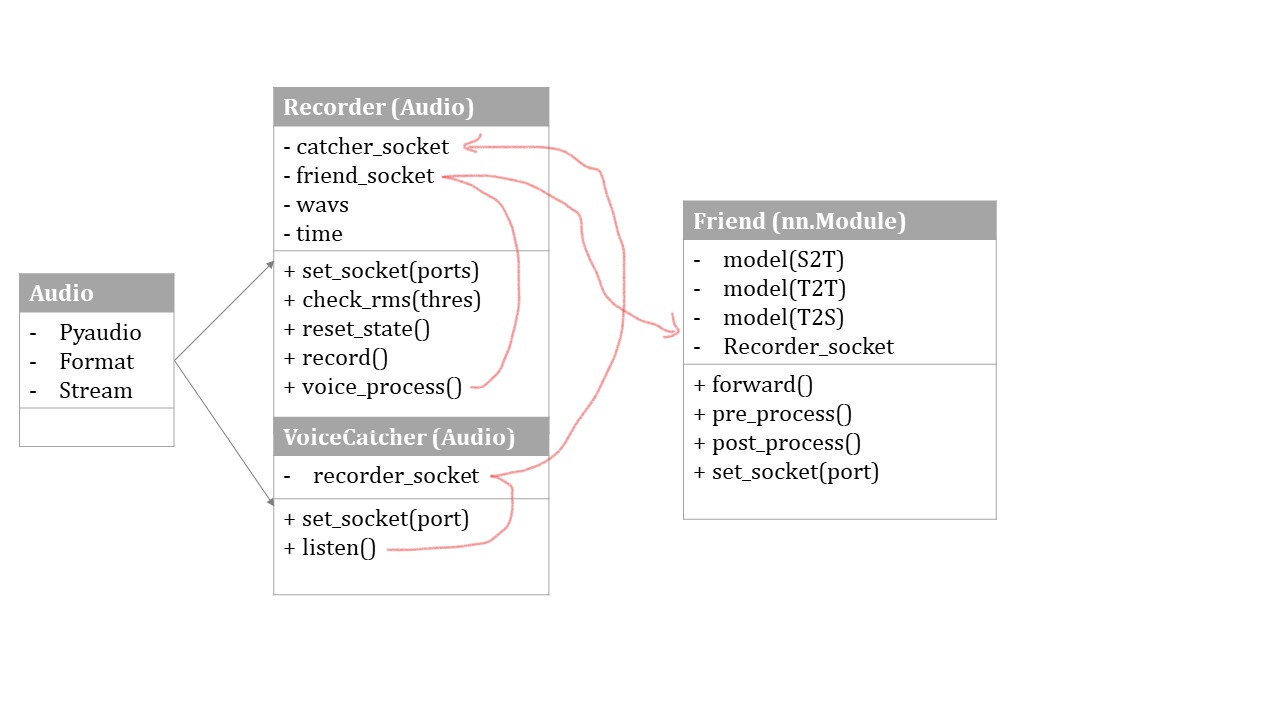 Audio
- Pyaudio
- Format
- Stream
Recorder (Audio)
- catcher_socket
- friend_socket
- wavs
- time
+ set_socket(ports)
+ check_rms(thres)
+ reset_state()
+ record()
+ voice_process()
VoiceCatcher (Audio)
- recorder_socket
+ set_socket(port)
+ listen()
Friend (nn.Module)
- model(S2T)
- model(T2T)
- model(T2S)
- Recorder_socket
+ forward()
+ pre_process()
+ post_process()
+ set_socket(port)